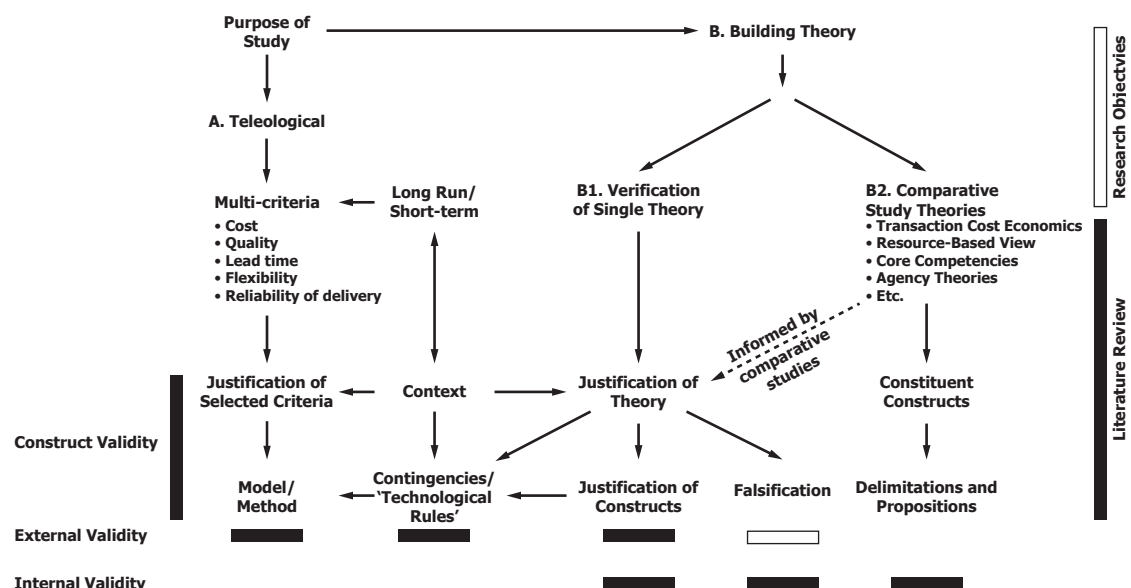 Purpose of
Study
B. Building Theory
A. Teleological
Multi-criteria
• Cost
• Quality
• Lead time
• Flexibility
• Reliability of delivery
Long Run/
Short-term
B1. Verification
of Single Theory
B2. Comparative
Study Theories
• Transaction Cost Economics
• Resource-Based View
• Core Competencies
• Agency Theories
• Etc.
Informed by
comparative
studies
Justification of
Selected Criteria
Context
Justification of
Theory
Constituent
Constructs
Model/
Method
Contingencies/
‘Technological
Rules’
Justification of
Constructs
Falsification
Delimitations and
Propositions
Construct Validity
External Validity
Internal Validity
Research Obiectvies
Literature Review